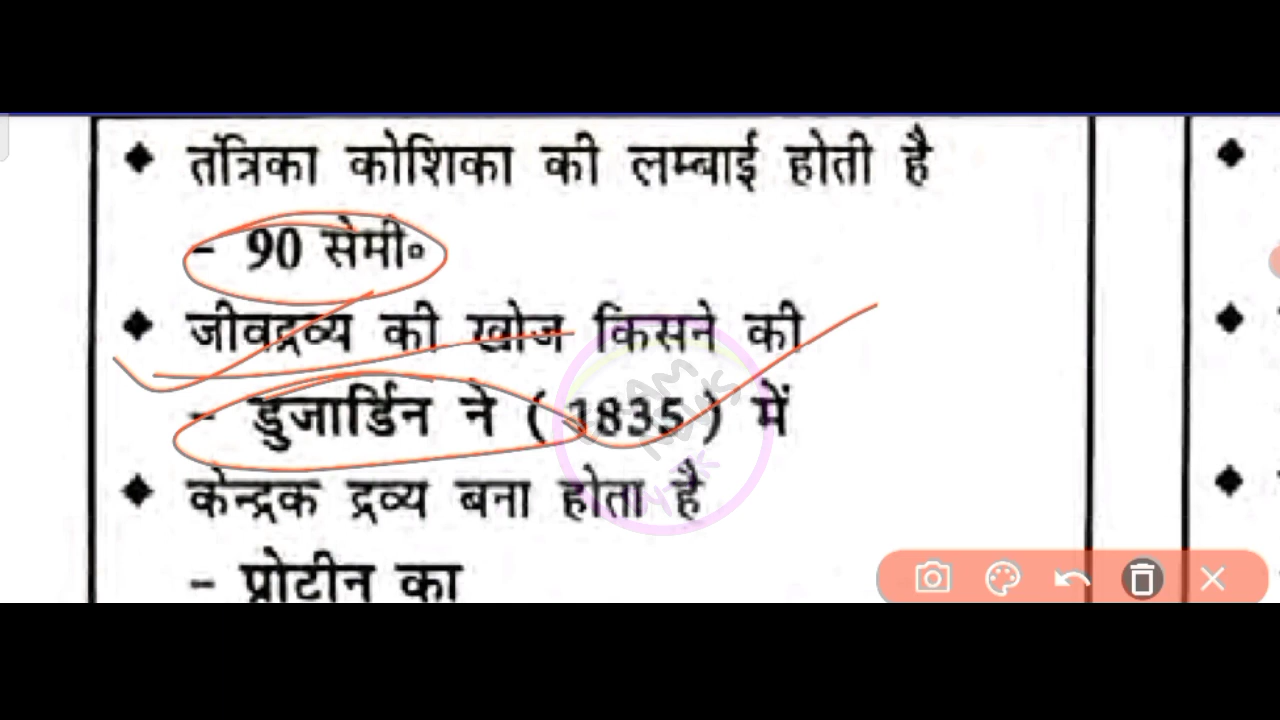 ◆ तंत्रिका कोशिका की लम्बाई होती है
- 90 सेमी॰
◆ जीवद्रव्य की खोज किसने की
- डुजार्डिन ने ( 1835 ) में
◆ केन्द्रक द्रव्य बना होता है
- प्रोटीन का